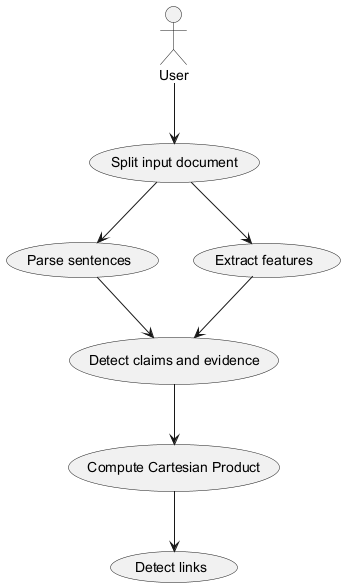 User
Split input document
Parse sentences
Extract features
Detect claims and evidence
Compute Cartesian Product
Detect links